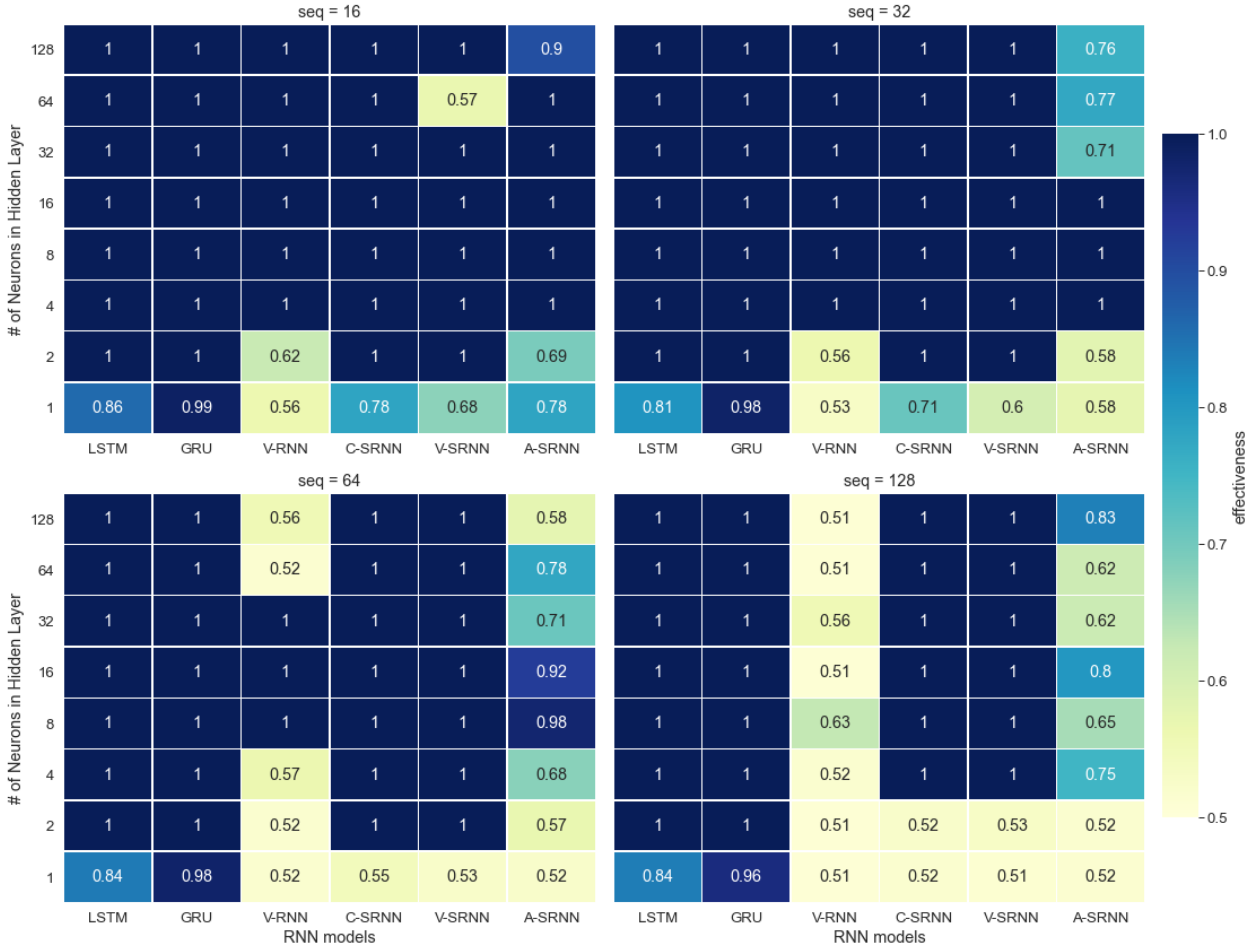 seq = 16
seq = 32
128 1 1 1 1 1 0.9 1 1 1 1 1 0.76
64 1 1 1 1 0.57 1 1 1 1 1 1 0.77
32 1 1 1 1 1 1 1 1 1 1 1 0.71
16 1 1 1 1 1 1 1 1 1 1 1 1
8 1 1 1 1 1 1 1 1 1 1 1 1
4 1 1 1 1 1 1 1 1 1 1 1 1
2 1 1 0.62 1 1 0.69 1 1 0.56 1 1 0.58
1 0.86 0.99 0.56 0.78 0.68 0.78 0.81 0.98 0.53 0.71 0.6 0.58
LSTM GRU V-RNN C-SRNN V-SRNN A-SRNN LSTM GRU V-RNN C-SRNN V-SRNN A-SRNN
# of Neurons in Hidden Layer
seq = 64
seq = 128
128 1 1 0.56 1 1 0.58 1 1 0.51 1 1 0.83
64 1 1 0.52 1 1 0.78 1 1 0.51 1 1 0.62
32 1 1 1 1 1 0.71 1 1 0.56 1 1 0.62
16 1 1 1 1 1 0.92 1 1 0.51 1 1 0.8
8 1 1 1 1 1 0.98 1 1 0.63 1 1 0.65
4 1 1 0.57 1 1 0.68 1 1 0.52 1 1 0.75
2 1 1 0.52 1 1 0.57 1 1 0.51 0.52 0.53 0.52
1 0.84 0.98 0.52 0.55 0.53 0.52 0.84 0.96 0.51 0.52 0.51 0.52
LSTM GRU V-RNN C-SRNN V-SRNN A-SRNN LSTM GRU V-RNN C-SRNN V-SRNN A-SRNN
# of Neurons in Hidden Layer
RNN models
RNN models
1.0
0.9
0.8
0.7
0.6
0.5
effectiveness